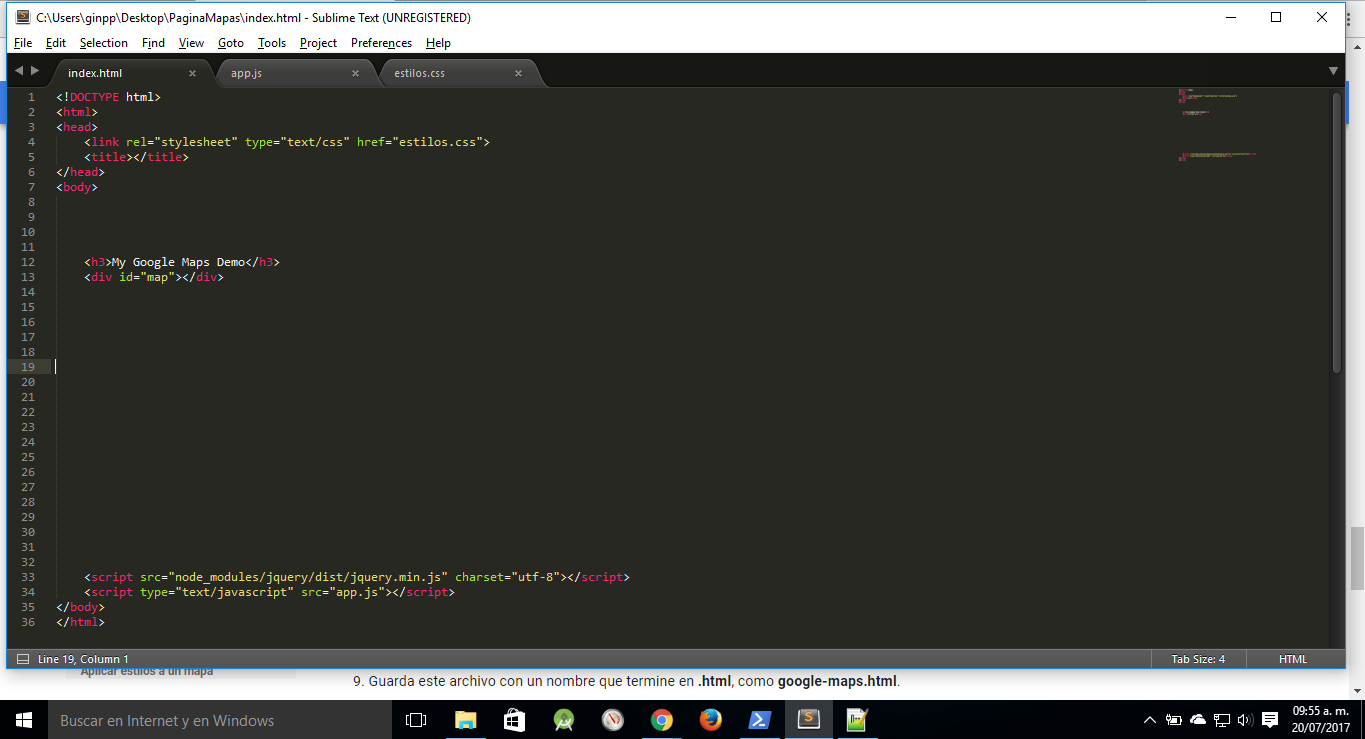 C:\Users\ginpp\Desktop\PaginaMapas\index.html - Sublime Text (UNREGISTERED)
File Edit Selection Find View Goto Tools Project Preferences Help
index.html × app.js × estilos.css ×
1 <!DOCTYPE html>
2 <html>
3 <head>
4 <link rel="stylesheet" type="text/css" href="estilos.css">
5 <title></title>
6 </head>
7 <body>
8
9
10
11
12 <h3>My Google Maps Demo</h3>
13 <div id="map"></div>
14
15
16
17
18
19
20
21
22
23
24
25
26
27
28
29
30
31
32
33 <script src="node_modules/jquery/dist/jquery.min.js" charset="utf-8"></script>
34 <script type="text/javascript" src="app.js"></script>
35 </body>
36 </html>
Line 19, Column 1 Tab Size: 4 HTML
Aplicar estilos a un mapa
9. Guarda este archivo con un nombre que termine en .html, como google-maps.html.
Buscar en Internet y en Windows
09:55 a. m.
20/07/2017